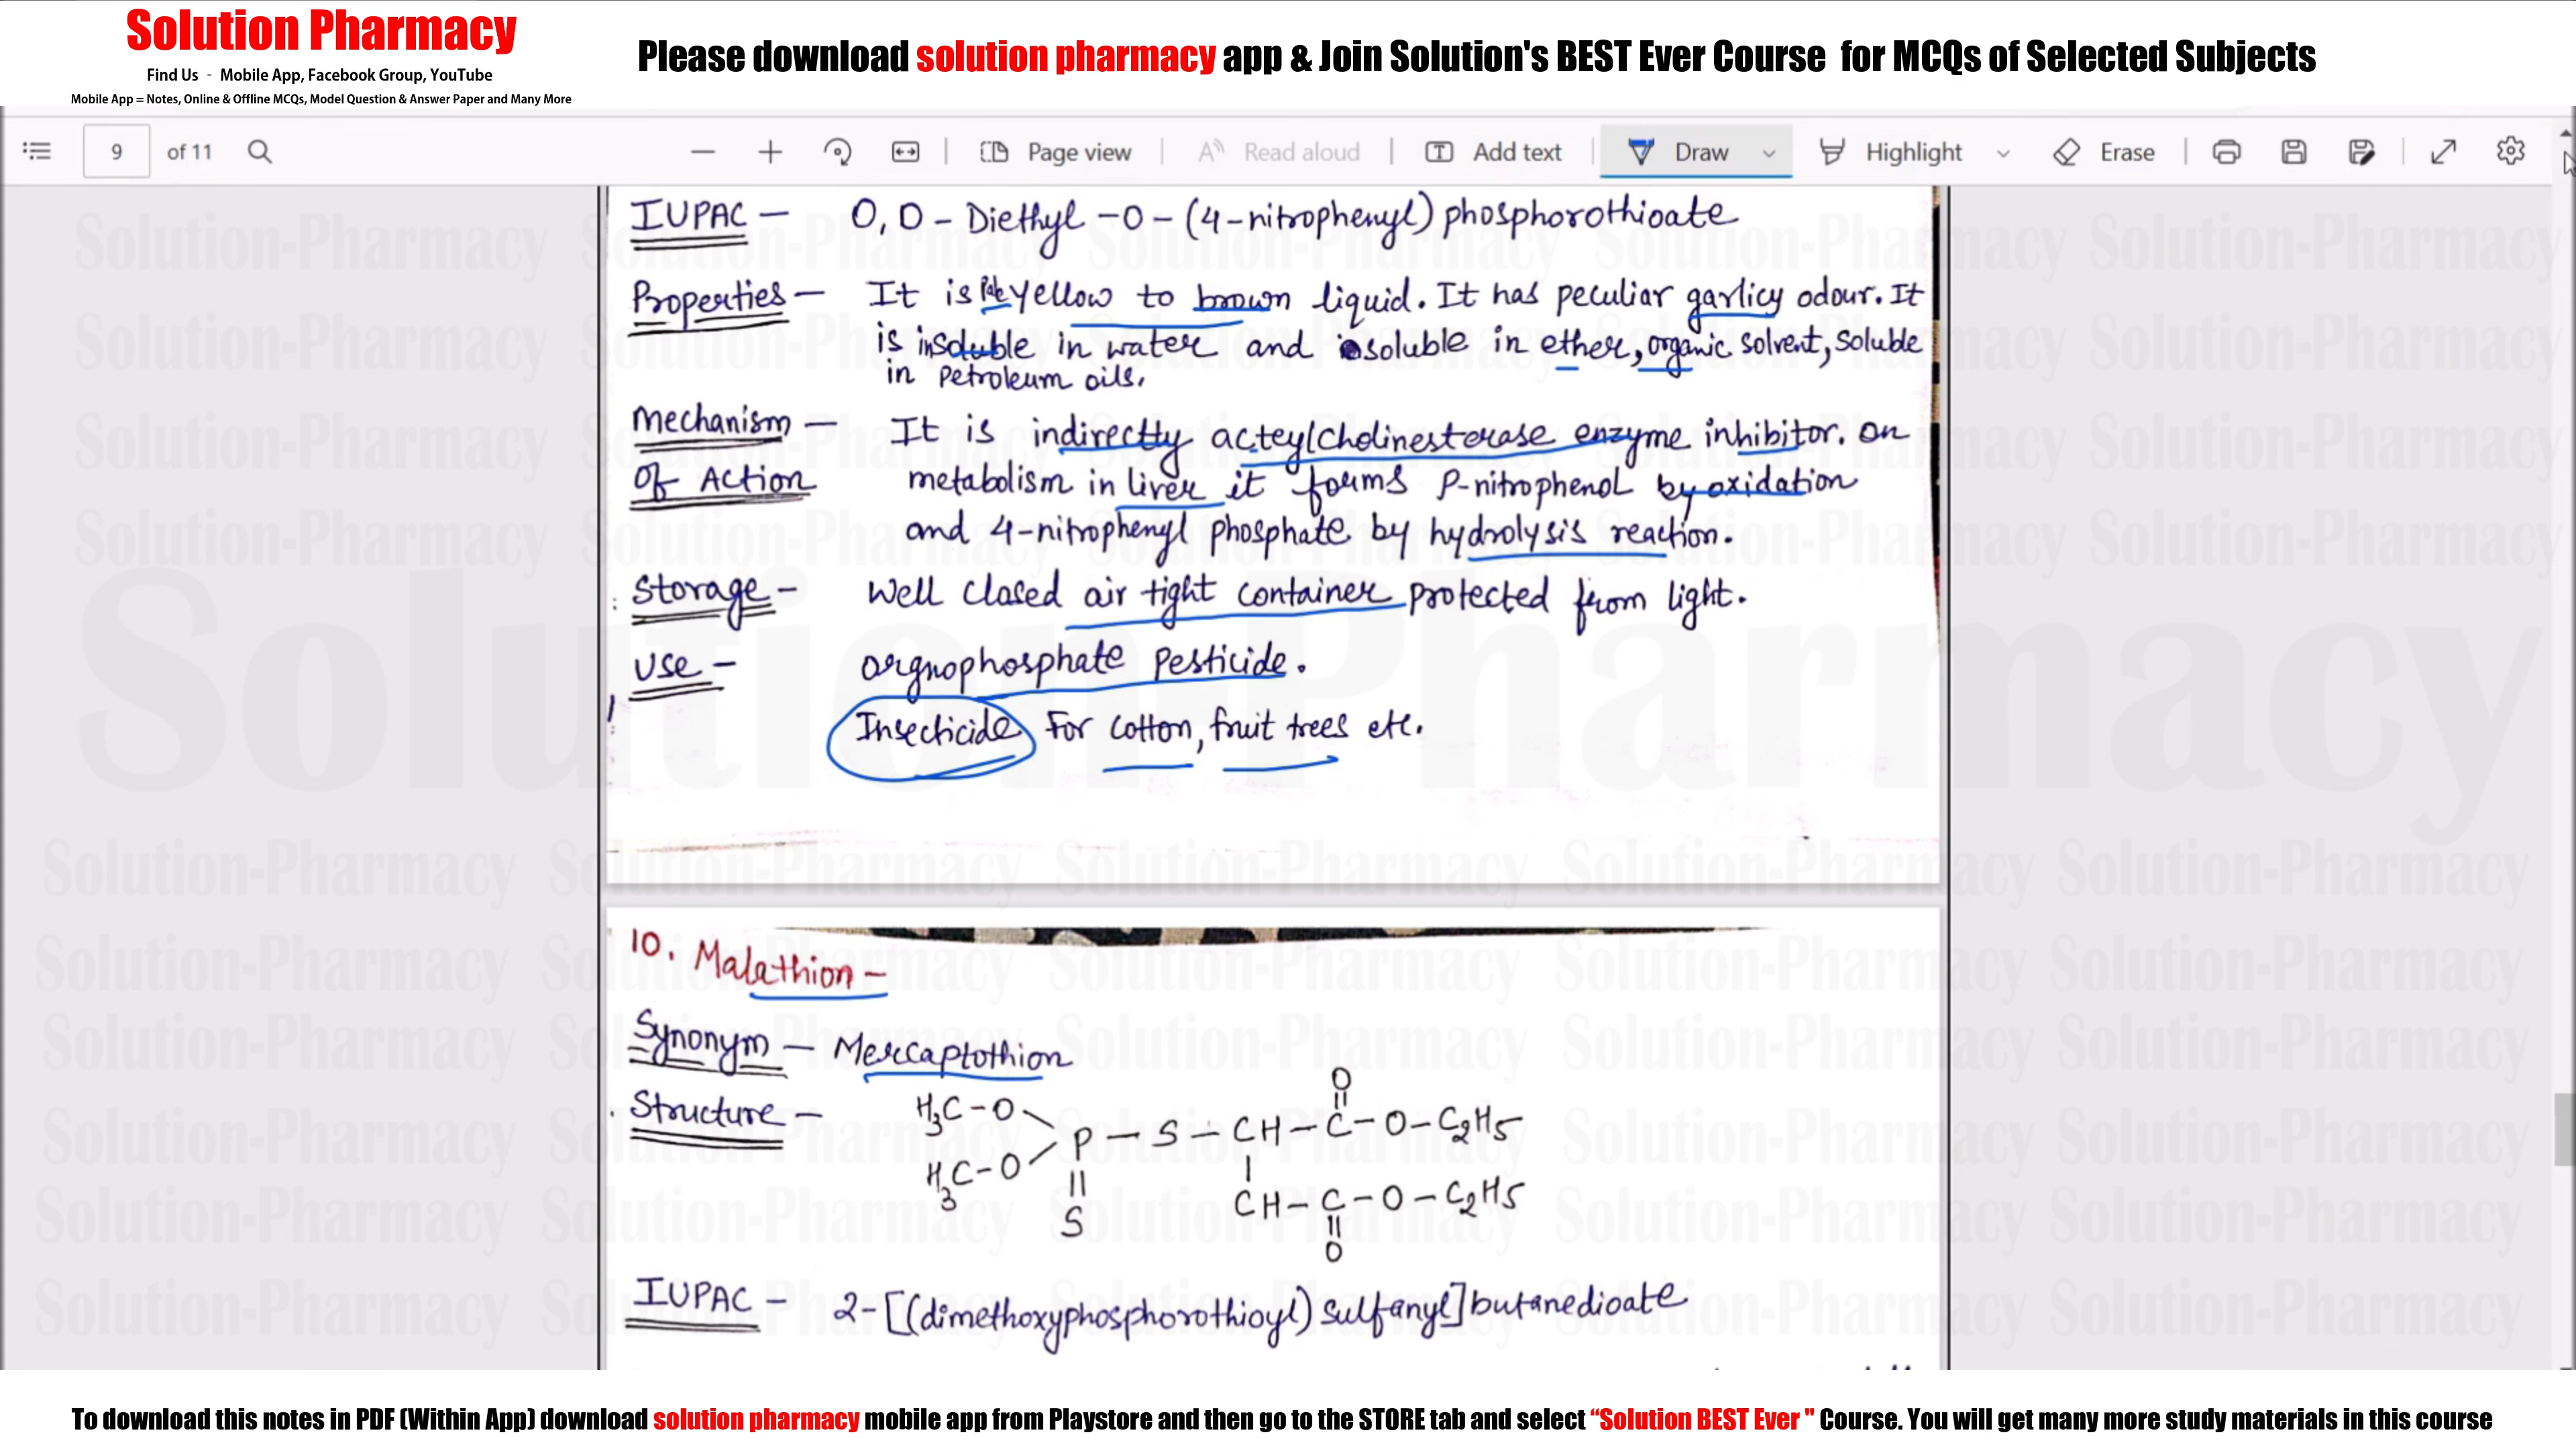 Solution Pharmacy
Find Us - Mobile App, Facebook Group, YouTube
Mobile App = Notes, Online & Offline MCQs, Model Question & Answer Paper and Many More
Please download solution pharmacy app & Join Solution's BEST Ever Course for MCQs of Selected Subjects
9 of 11 Page view Read aloud Add text Draw Highlight Erase
IUPAC - O, O - Diethyl - O - (4-nitrophenyl) phosphorothioate
Properties - It is Pale yellow to brown liquid. It has peculiar garlicy odour. It
is insoluble in water and soluble in ether, organic solvent, soluble
in petroleum oils.
Mechanism - It is indirectly acteylcholinesterase enzyme inhibitor. On
Of Action metabolism in liver it forms P-nitrophenol by oxidation
and 4-nitrophenyl phosphate by hydrolysis reaction.
Storage - Well closed air tight container protected from light.
Use - Orgnophosphate Pesticide.
Insecticide For cotton, fruit trees etc.
10. Malathion -
Synonym - Mercaptothion
Structure -
O
H3C-O
P - S - CH - C - O - C2H5
H3C-O
CH - C - O - C2H5
S
O
IUPAC - 2-[(dimethoxyphosphorothioyl) sulfanyl] butanedioate
To download this notes in PDF (Within App) download solution pharmacy mobile app from Playstore and then go to the STORE tab and select “Solution BEST Ever " Course. You will get many more study materials in this course